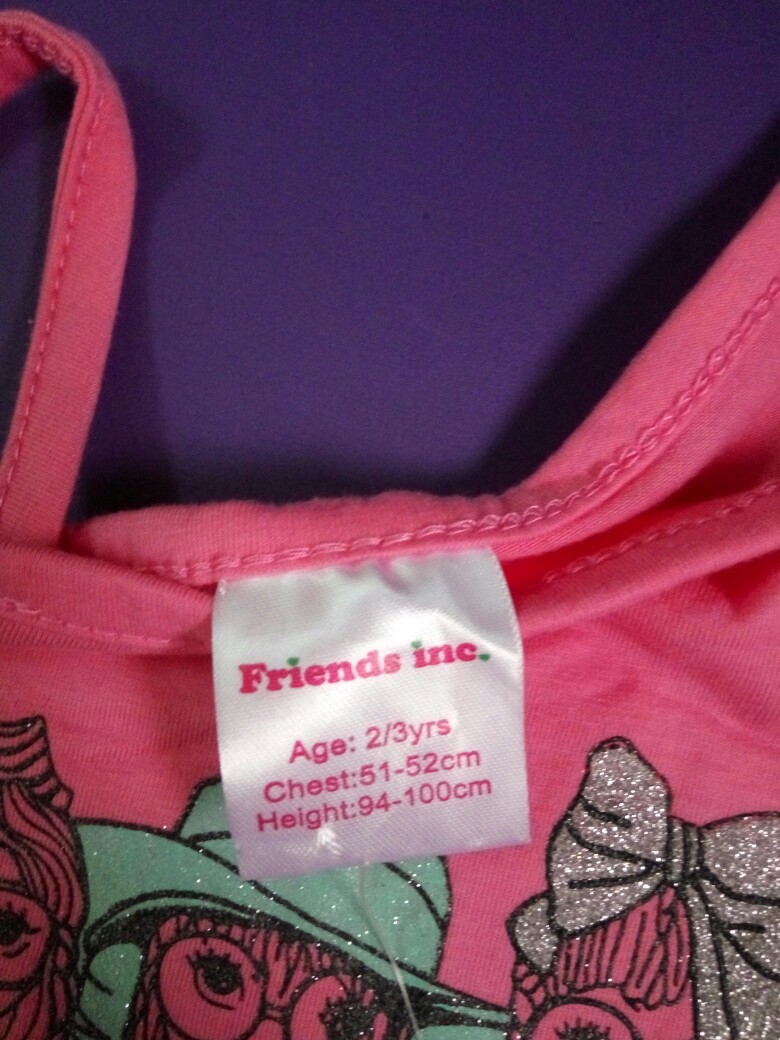 Friends inc.
Age: 2/3yrs
Chest:51-52cm
Height:94-100cm